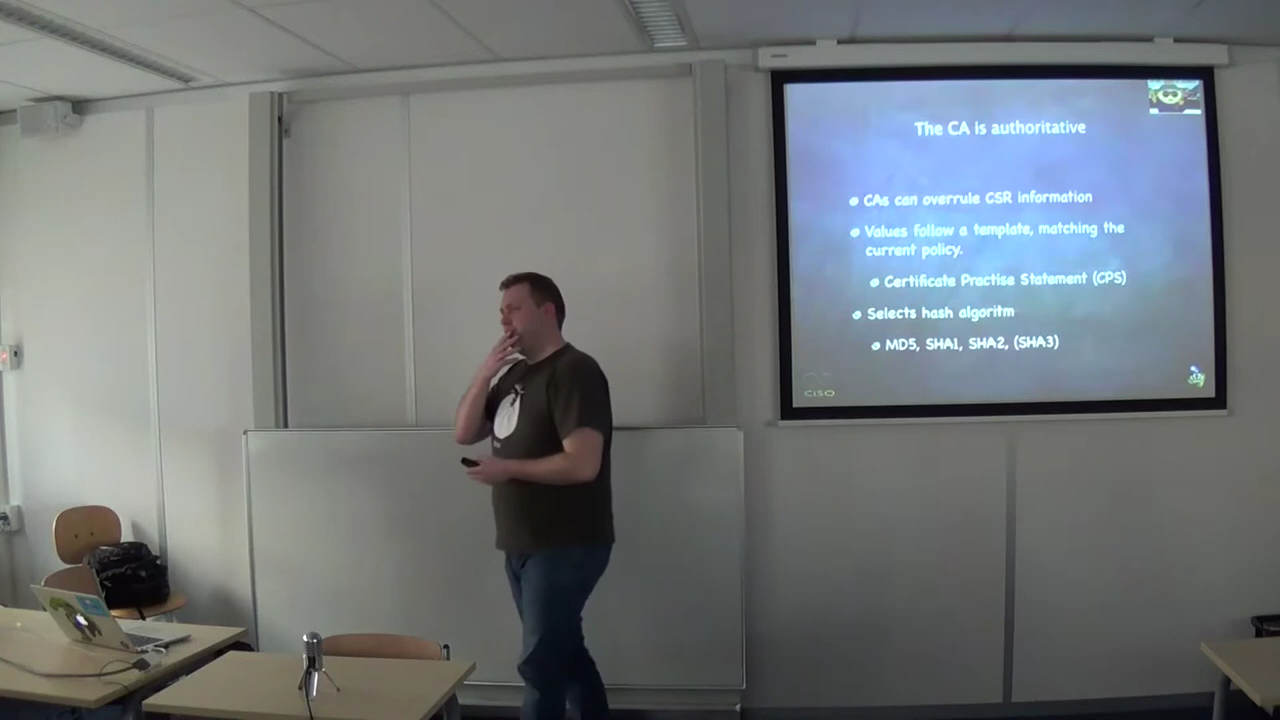 The CA is authoritative
CAs can overrule CSR information
Values follow a template, matching the
current policy.
Certificate Practise Statement (CPS)
Selects hash algoritm
MD5, SHA1, SHA2, (SHA3)
CISO